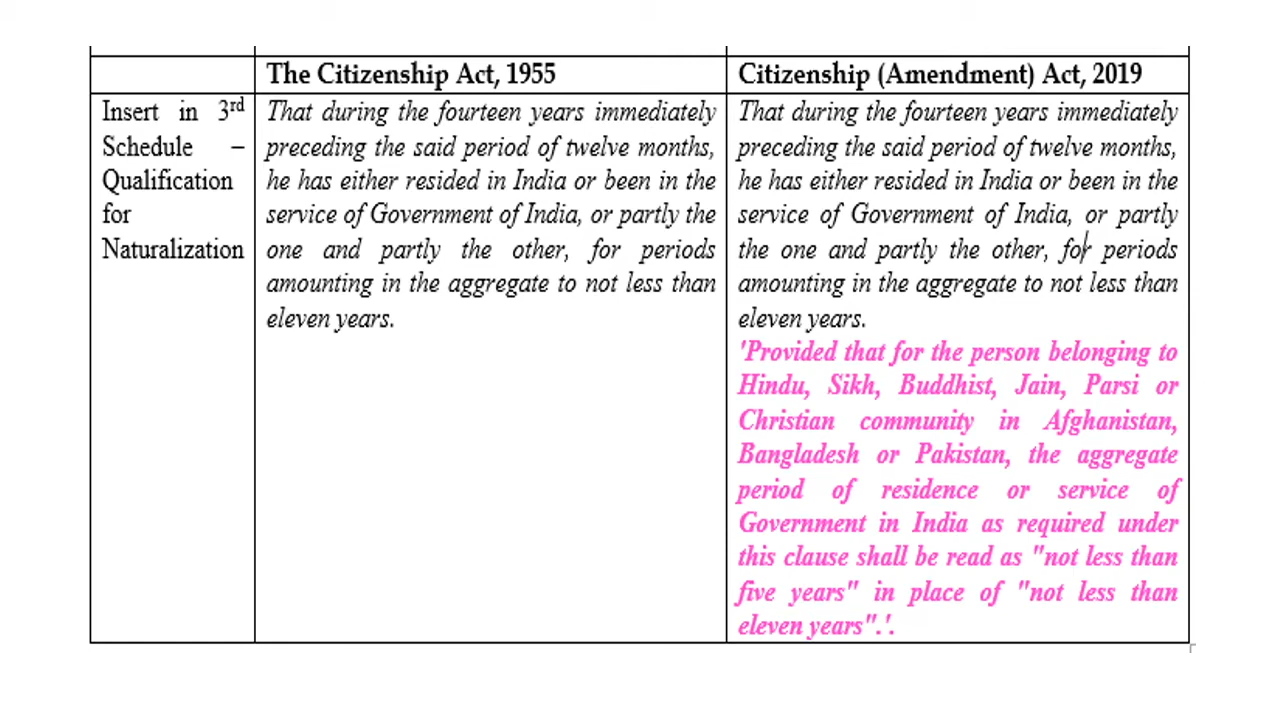 The Citizenship Act, 1955
Citizenship (Amendment) Act, 2019
Insert in 3rd
Schedule –
Qualification
for
Naturalization
That during the fourteen years immediately
preceding the said period of twelve months,
he has either resided in India or been in the
service of Government of India, or partly the
one and partly the other, for periods
amounting in the aggregate to not less than
eleven years.
That during the fourteen years immediately
preceding the said period of twelve months,
he has either resided in India or been in the
service of Government of India, or partly
the one and partly the other, for periods
amounting in the aggregate to not less than
eleven years.
'Provided that for the person belonging to
Hindu, Sikh, Buddhist, Jain, Parsi or
Christian community in Afghanistan,
Bangladesh or Pakistan, the aggregate
period of residence or service of
Government in India as required under
this clause shall be read as "not less than
five years" in place of "not less than
eleven years".'.